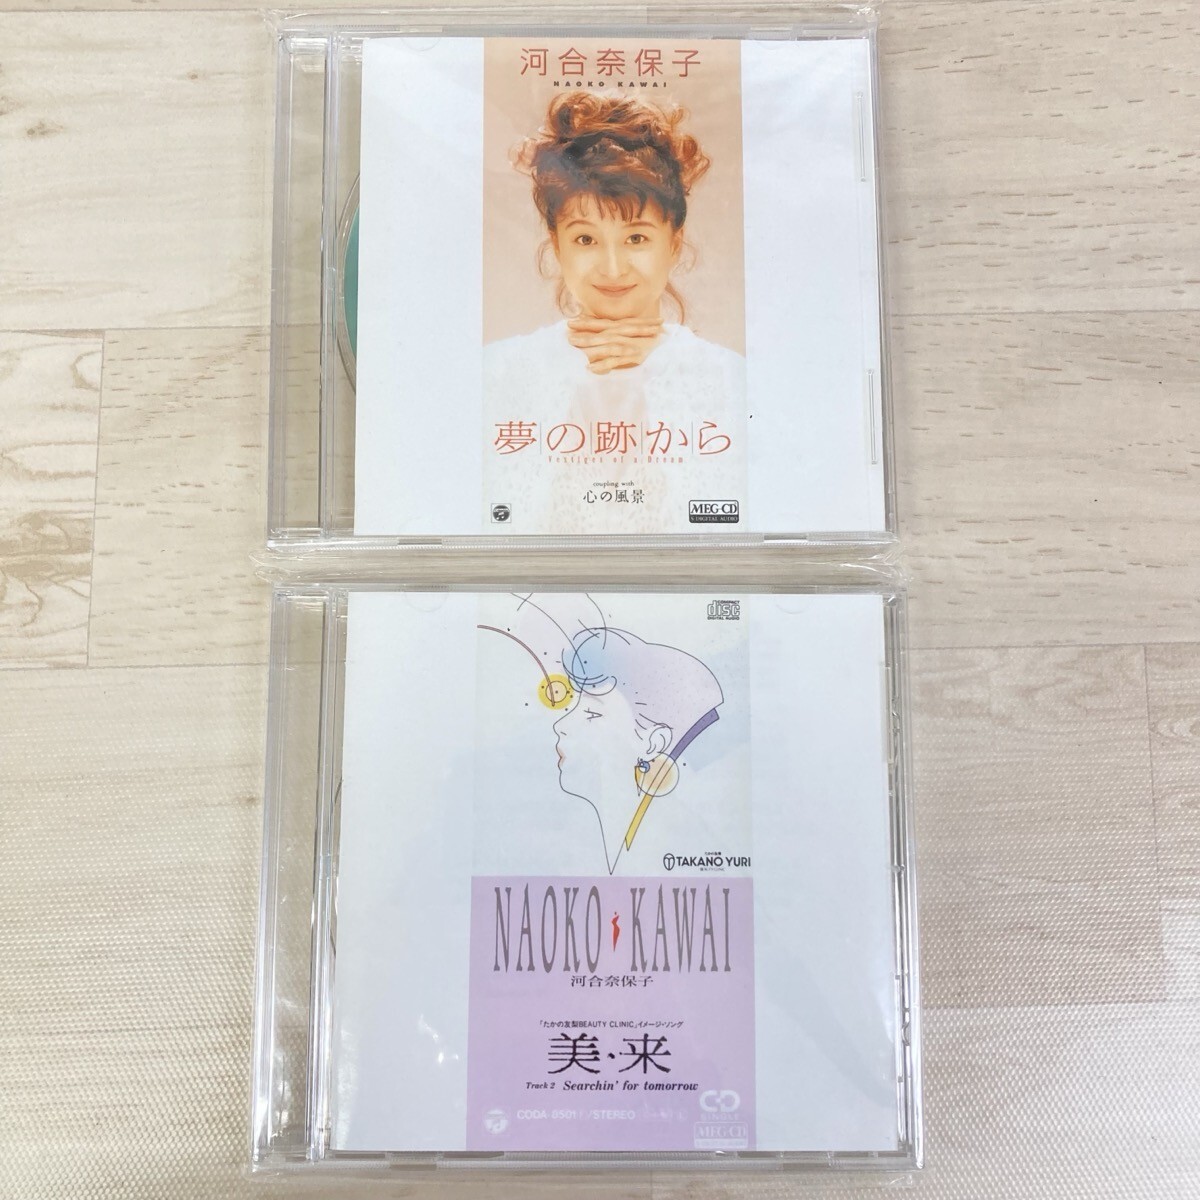 河合奈保子
NAOKO KAWAI
夢の跡から
Vestiges of a Dream
coupling with
心の風景
MEG-CD
DIGITAL AUDIO
COMPACT
disc
DIGITAL AUDIO
TAKANO YURI
NAOKO KAWAI
河合奈保子
「たかの友梨BEAUTY CLINIC」イメージ・ソング
美・来
Track 2 Searchin' for tomorrow
STEREO
CD
MEG-CD